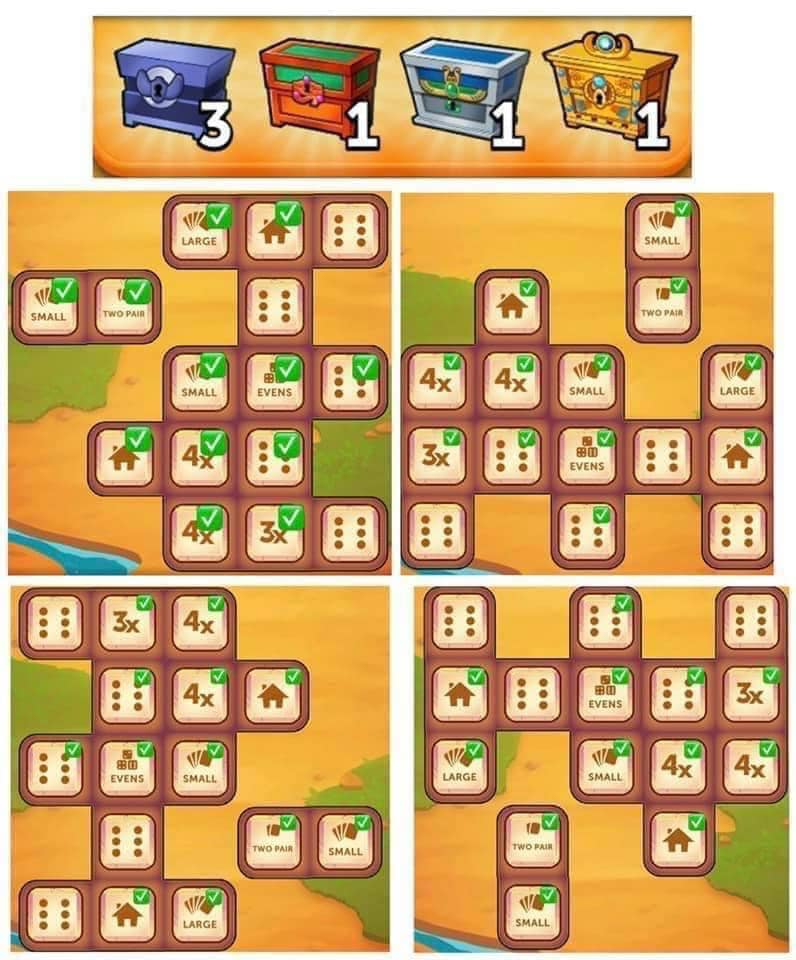 3 1 1 1
LARGE
SMALL TWO PAIR
SMALL EVENS
4x
4x 3x
SMALL
TWO PAIR
4x 4x SMALL LARGE
3x EVENS
3x 4x
4x
EVENS SMALL
TWO PAIR SMALL
LARGE
EVENS 3x
LARGE SMALL 4x 4x
TWO PAIR
SMALL